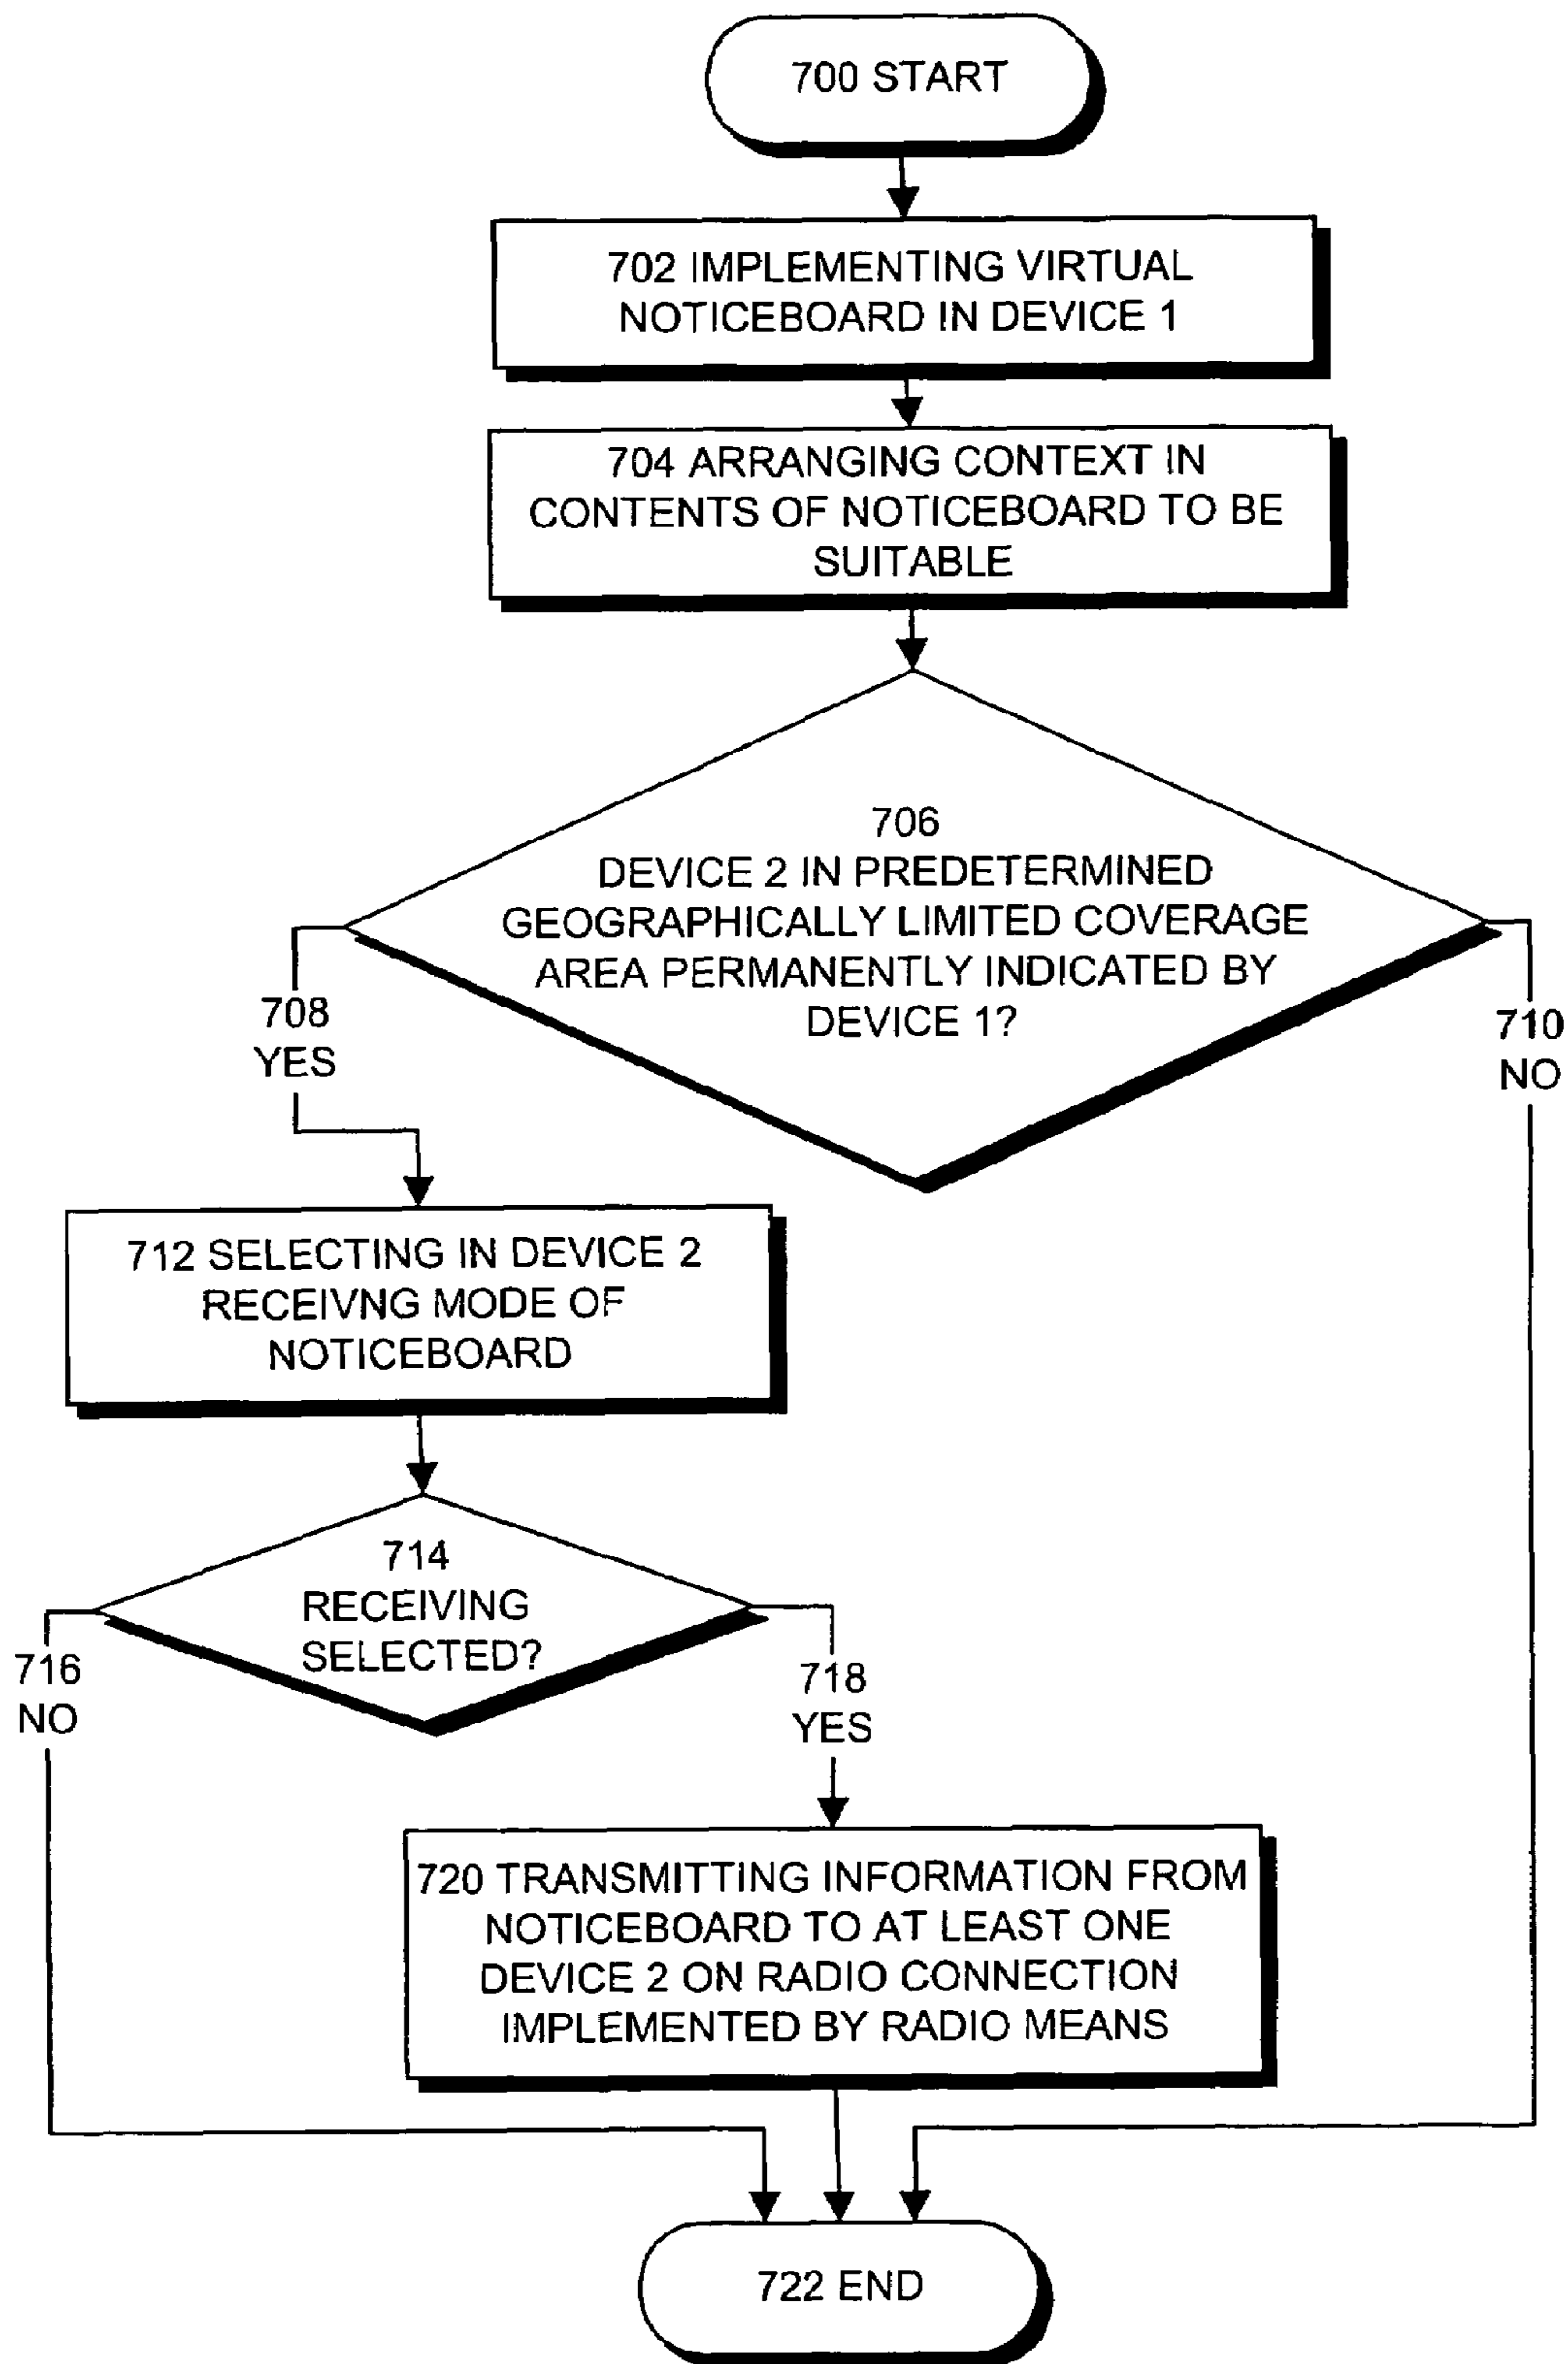 700 START
702 IMPLEMENTING VIRTUAL
NOTICEBOARD IN DEVICE 1
704 ARRANGING CONTEXT IN
CONTENTS OF NOTICEBOARD TO BE
SUITABLE
706
DEVICE 2 IN PREDETERMINED
GEOGRAPHICALLY LIMITED COVERAGE
AREA PERMANENTLY INDICATED BY
DEVICE 1?
708
YES
710
NO
712 SELECTING IN DEVICE 2
RECEIVNG MODE OF
NOTICEBOARD
714
RECEIVING
SELECTED?
716
NO
718
YES
720 TRANSMITTING INFORMATION FROM
NOTICEBOARD TO AT LEAST ONE
DEVICE 2 ON RADIO CONNECTION
IMPLEMENTED BY RADIO MEANS
722 END